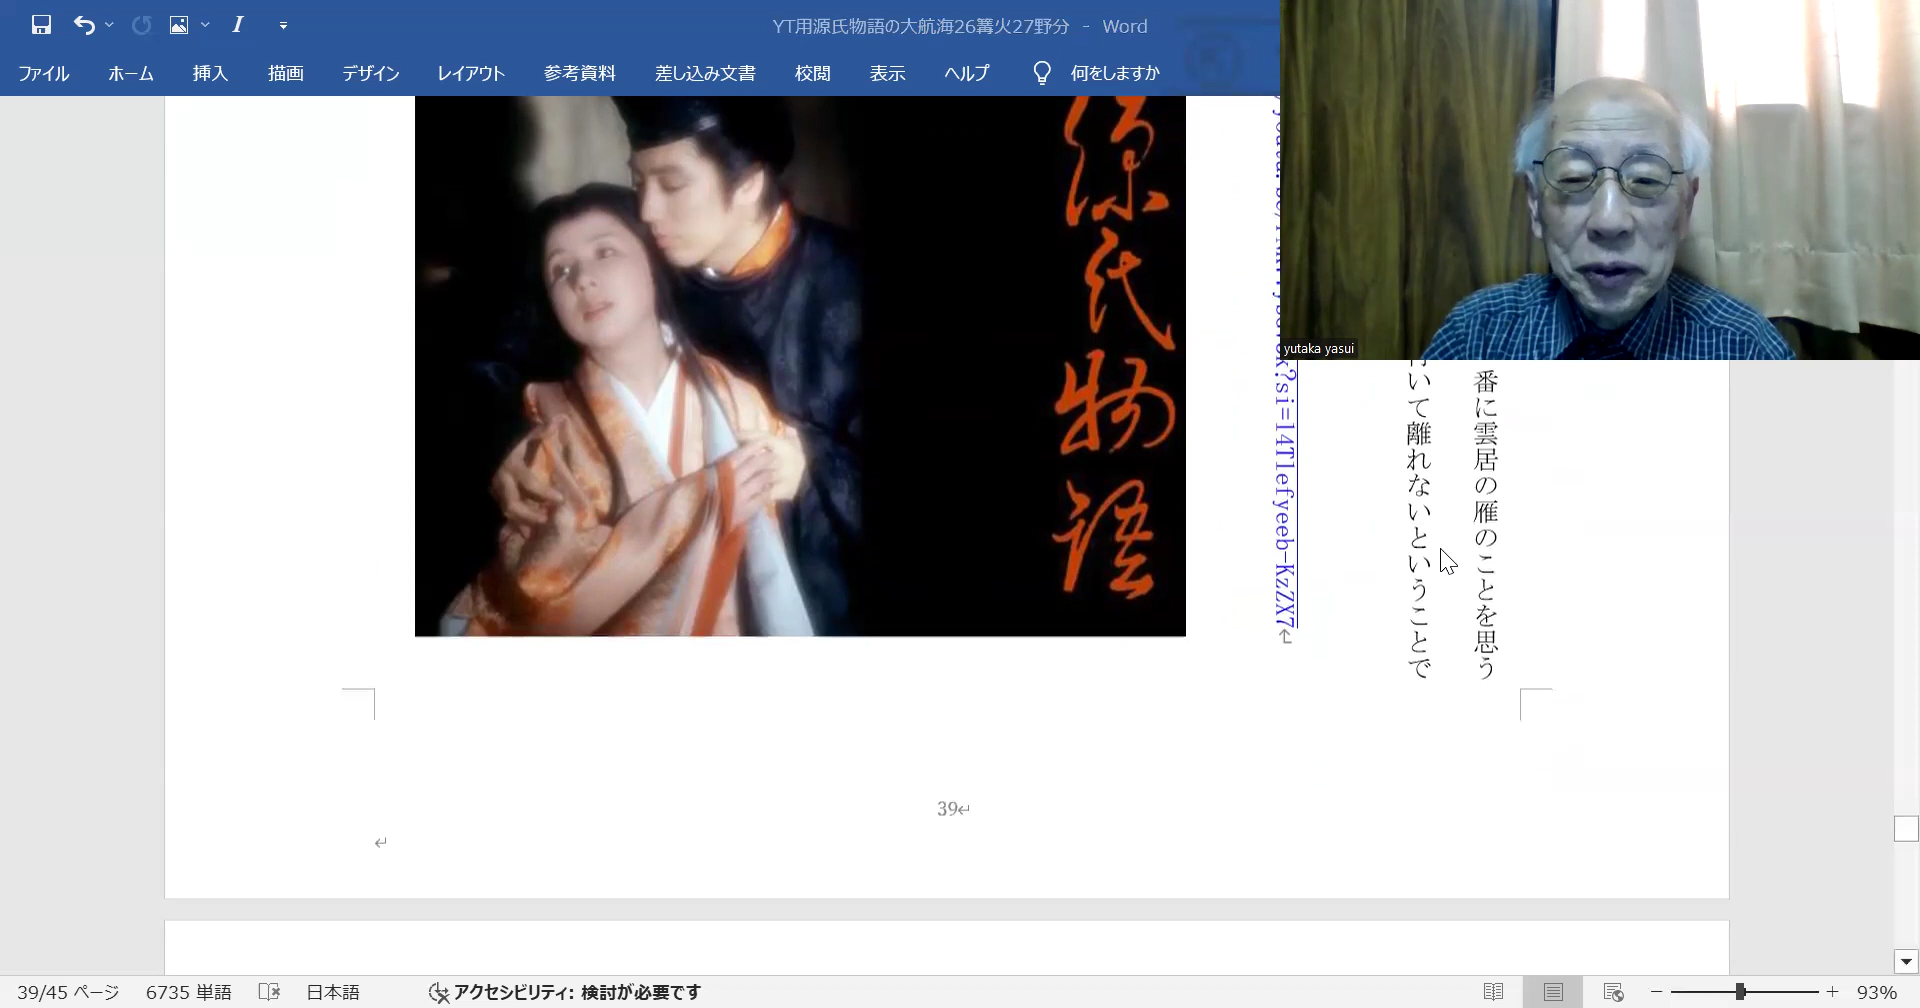 YT用源氏物語の大航海26篝火27野分 - Word
ファイル ホーム 挿入 描画 デザイン レイアウト 参考資料 差し込み文書 校閲 表示 ヘルプ 何をしますか
yutaka yasui
番に雲居の雁のことを思う
いて離れないということで
?si=l4Tlefyeeb-KzZX7
源氏物語
39
39/45 ページ 6735 単語 日本語 アクセシビリティ: 検討が必要です 93%